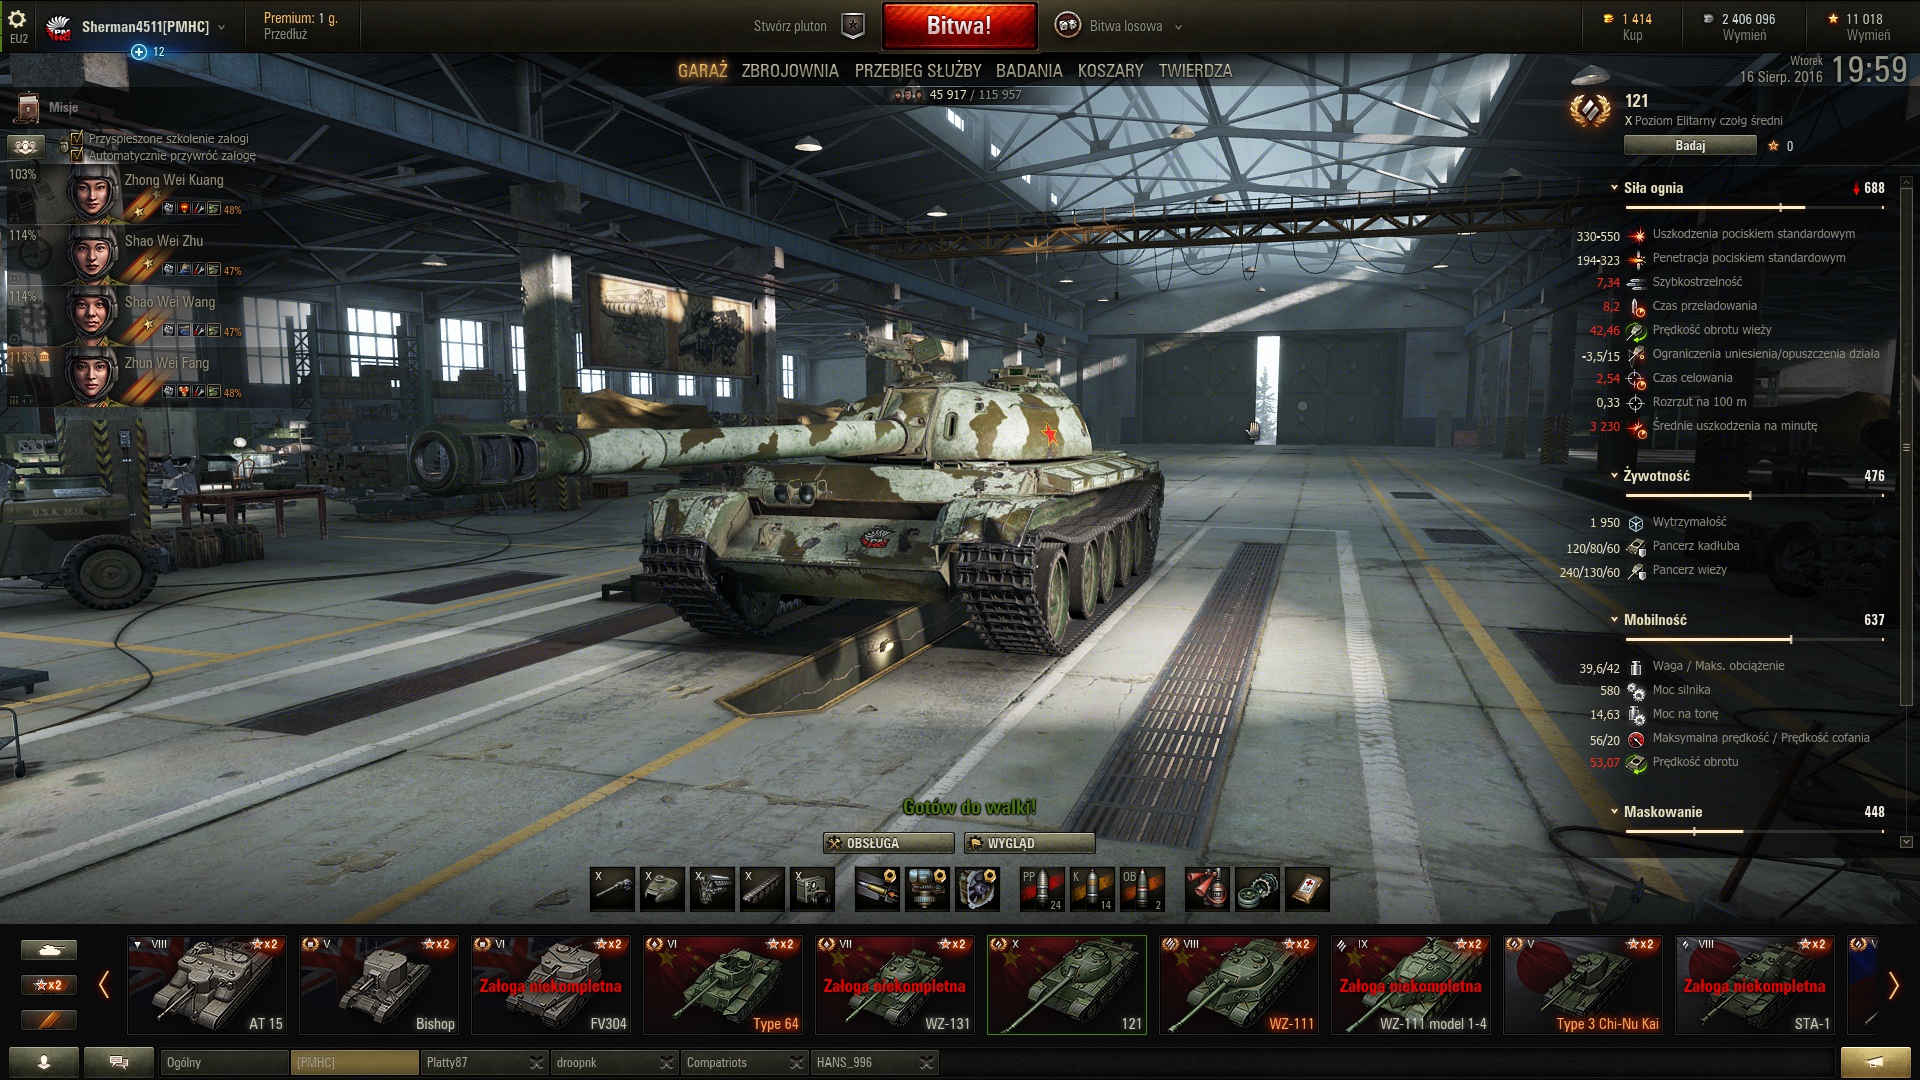 EU2
Sherman4511[PMHC]
12
Premium: 1 g.
Przedłuż
Stwórz pluton
Bitwa!
Bitwa losowa
1 414
Kup
2 406 096
Wymień
11 018
Wymień
GARAŻ ZBROJOWNIA PRZEBIEG SŁUŻBY BADANIA KOSZARY TWIERDZA
45 917 / 115 957
Wtorek
16 Sierp. 2016
19:59
Misje
Przyspieszone szkolenie załogi
Automatycznie przywróć załogę
103%
Zhong Wei Kuang
48%
114%
Shao Wei Zhu
47%
114%
Shao Wei Wang
47%
113%
Zhun Wei Fang
48%
121
X Poziom Elitarny czołg średni
Badaj
0
Siła ognia 688
330-550 Uszkodzenia pociskiem standardowym
194-323 Penetracja pociskiem standardowym
7,34 Szybkostrzelność
8,2 Czas przeładowania
42,46 Prędkość obrotu wieży
-3,5/15 Ograniczenia uniesienia/opuszczenia działa
2,54 Czas celowania
0,33 Rozrzut na 100 m
3 230 Średnie uszkodzenia na minutę
Żywotność 476
1 950 Wytrzymałość
120/80/60 Pancerz kadłuba
240/130/60 Pancerz wieży
Mobilność 637
39,6/42 Waga / Maks. obciążenie
580 Moc silnika
14,63 Moc na tonę
56/20 Maksymalna prędkość / Prędkość cofania
53,07 Prędkość obrotu
Maskowanie 448
Gotów do walki!
OBSŁUGA
WYGLĄD
X X X X X
PP 24
K 14
OB 2
x2
VIII x2
AT 15
V x2
Bishop
VI x2
Załoga niekompletna
FV304
VI x2
Type 64
VII x2
Załoga niekompletna
WZ-131
X
121
VIII x2
WZ-111
IX x2
Załoga niekompletna
WZ-111 model 1-4
V x2
Type 3 Chi-Nu Kai
VIII x2
Załoga niekompletna
STA-1
V
Ogólny
[PMHC]
Platty87
droopnk
Compatriots
HANS_996